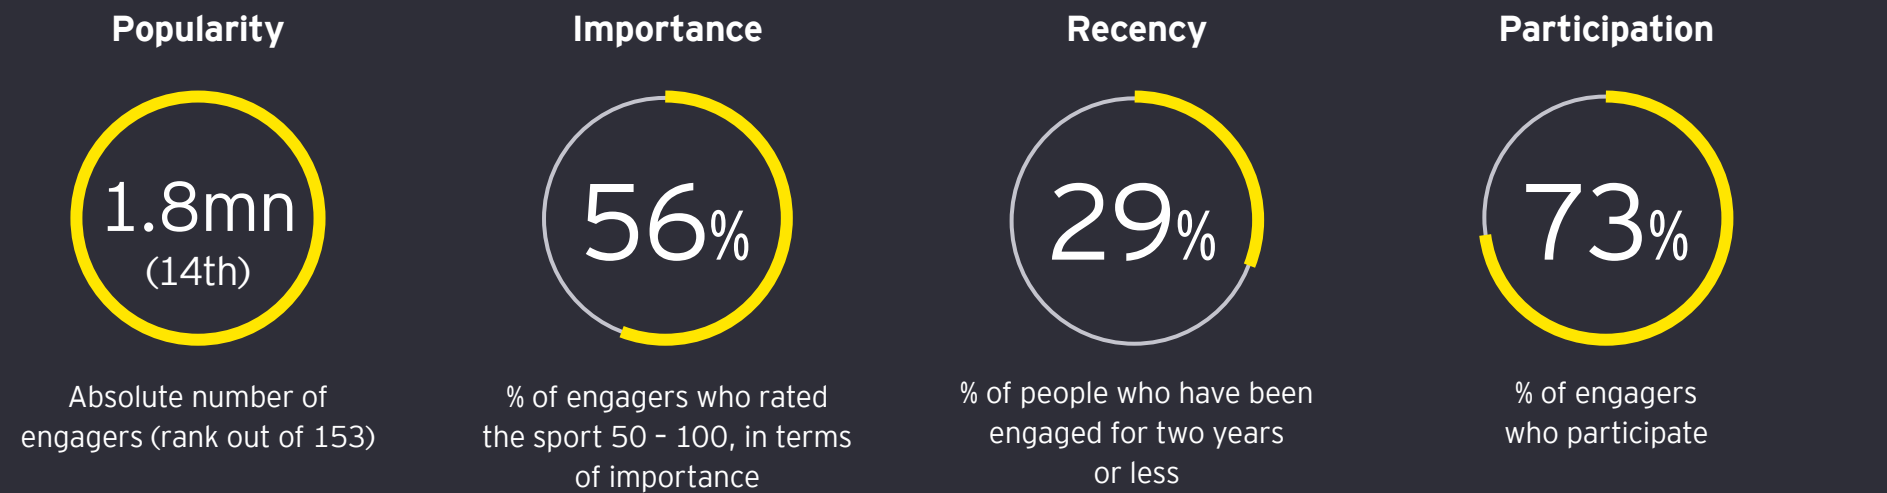 Popularity
1.8mn
(14th)
Absolute number of
engagers (rank out of 153)
Importance
56%
% of engagers who rated
the sport 50 – 100, in terms
of importance
Recency
29%
% of people who have been
engaged for two years
or less
Participation
73%
% of engagers
who participate